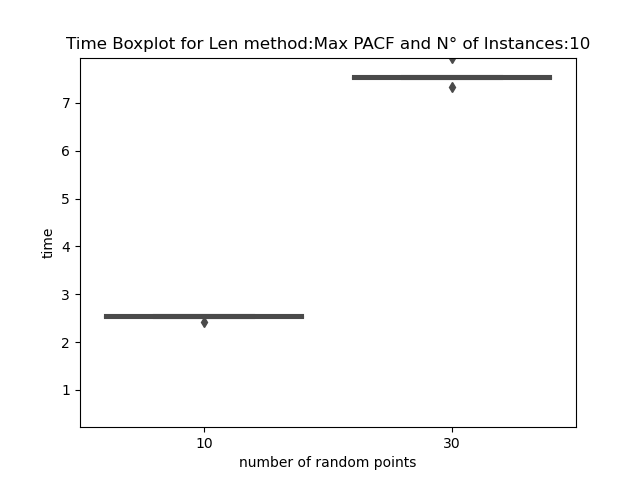 Time Boxplot for Len method:Max PACF and N° of Instances:10
7
6
5
4
3
2
1
time
10 30
number of random points